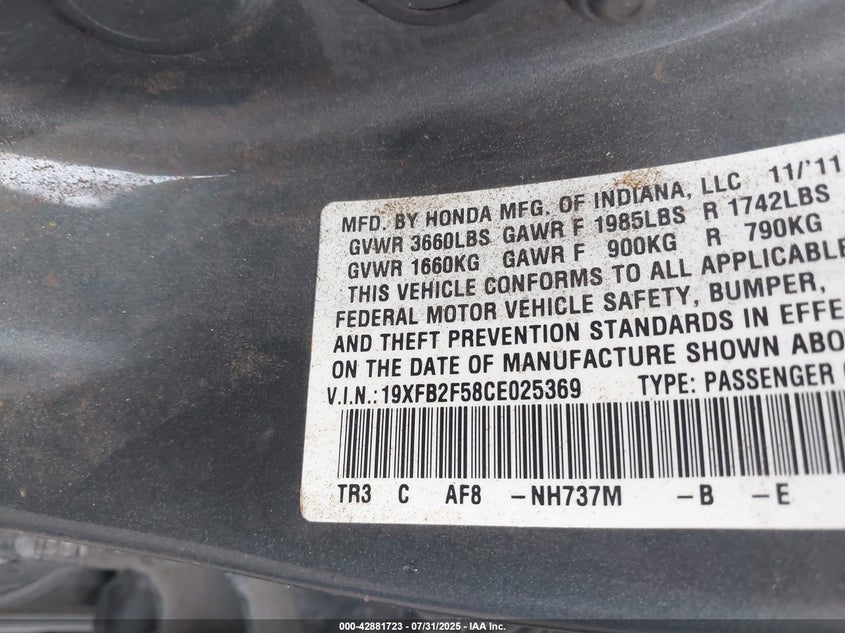 MFD. BY HONDA MFG. OF INDIANA, LLC 11/'11
GVWR 3660LBS GAWR F 1985LBS R 1742LBS
GVWR 1660KG GAWR F 900KG R 790KG
THIS VEHICLE CONFORMS TO ALL APPLICABLE
FEDERAL MOTOR VEHICLE SAFETY, BUMPER,
AND THEFT PREVENTION STANDARDS IN EFFE
ON THE DATE OF MANUFACTURE SHOWN ABO
V.I.N.:19XFB2F58CE025369 TYPE: PASSENGER
TR3 C AF8 -NH737M -B -E
000-42881723 - 07/31/2025 - © IAA Inc.